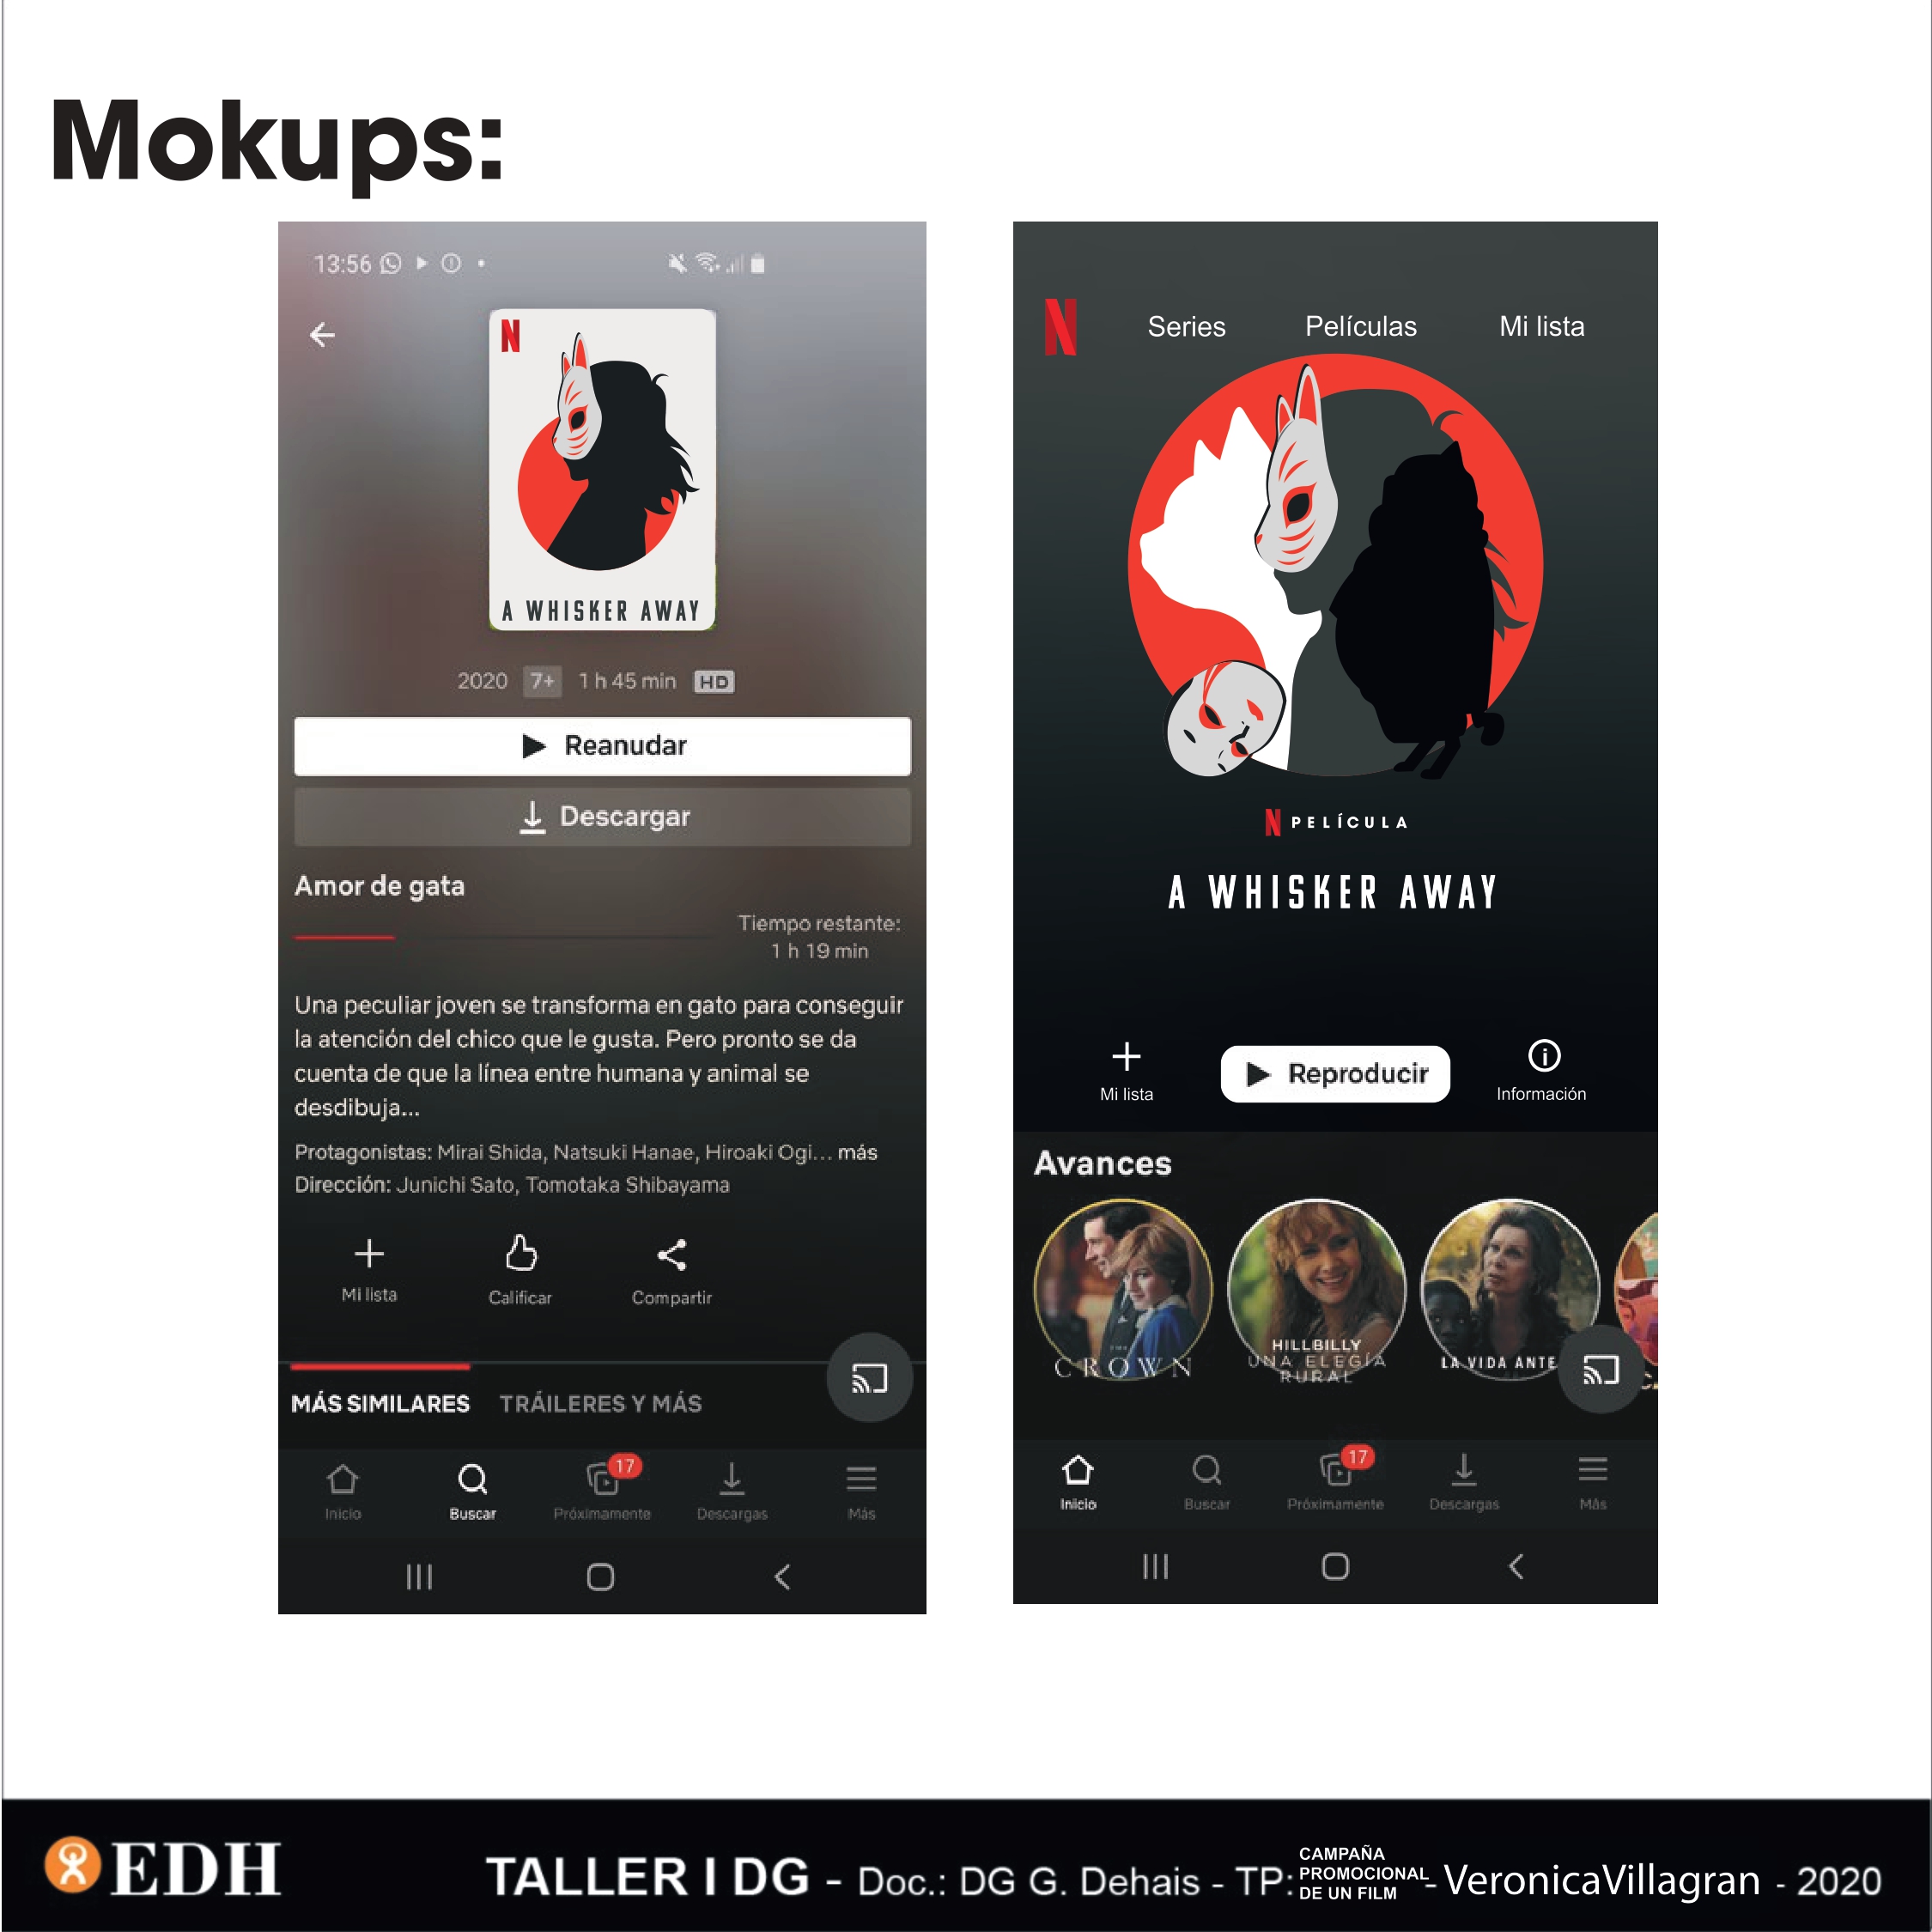 Mokups:
13:56
N
A WHISKER AWAY
2020 7+ 1 h 45 min HD
Reanudar
Descargar
Amor de gata
Tiempo restante:
1 h 19 min
Una peculiar joven se transforma en gato para conseguir
la atención del chico que le gusta. Pero pronto se da
cuenta de que la línea entre humana y animal se
desdibuja...
Protagonistas: Mirai Shida, Natsuki Hanae, Hiroaki Ogi... más
Dirección: Junichi Sato, Tomotaka Shibayama
Mi lista Calificar Compartir
MÁS SIMILARES TRÁILERES Y MÁS
17
Inicio Buscar Próximamente Descargas Más
N Series Películas Mi lista
N PELÍCULA
A WHISKER AWAY
Mi lista Reproducir Información
Avances
THE
CROWN
HILLBILLY
UNA ELEGÍA
RURAL
LA VIDA ANTE
17
Inicio Buscar Próximamente Descargas Más
EDH
TALLER I DG - Doc.: DG G. Dehais - TP: CAMPAÑA
PROMOCIONAL
DE UN FILM
- VeronicaVillagran - 2020